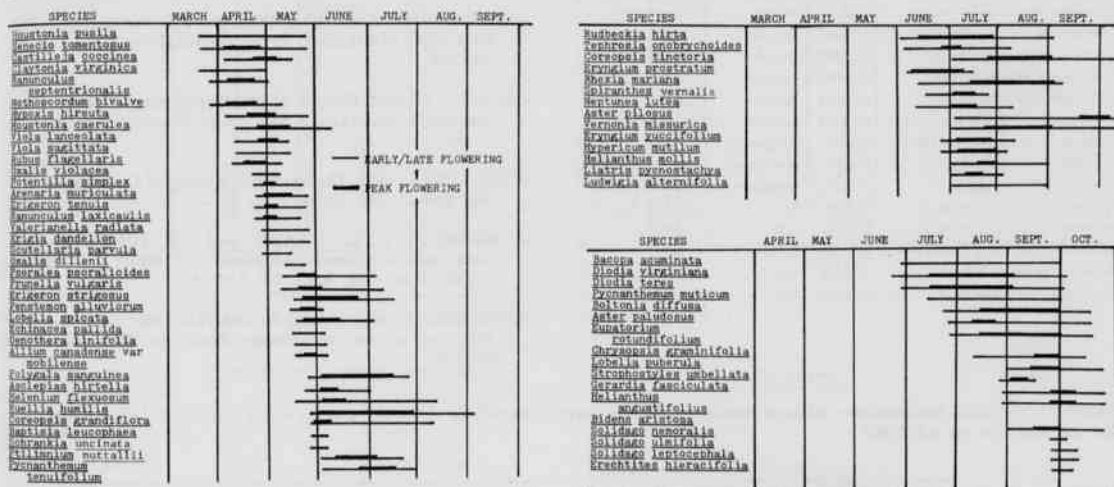 SPECIES MARCH APRIL MAY JUNE JULY AUG. SEPT.
Houstonia pusila
Senecio tomentosus
Castilleja coccinea
Claytonia virginica
Ranunculus
septentrionalis
Nothoscordum bivalve
Hypoxis hirsuta
Houstonia caerulea
Viola lanceolata
Viola sagittata
Rubus flagellaris
Oxalis violacea
Potentilla simplex
Arenaria muriculata
Erigeron tenuis
Ranunculus laxicaulis
Valerianella radiata
Krigia dandelion
Scutellaria parvula
Oxalis dillenii
Psoralea psoralioides
Prunella vulgaris
Erigeron strigosus
Penstemon alluviorum
Lobelia spicata
Echinacea pallida
Oenothera linifolia
Allium canadense var
mobilense
Polygala sanguinea
Asclepias hirtella
Helenium flexuosum
Ruellia humilis
Coreopsis grandiflora
Baptisia leucophaea
Schrankia uncinata
Ptilimnium nuttallii
Pycnanthemum
tenuifolium
EARLY/LATE FLOWERING
PEAK FLOWERING
SPECIES MARCH APRIL MAY JUNE JULY AUG. SEPT.
Rudbeckia hirta
Tephrosia onobrychoides
Coreopsis tinctoria
Eryngium prostratum
Rhexia mariana
Spiranthes vernalis
Neptunea lutea
Aster pilosus
Vernonia missurica
Eryngium yuccifolium
Hypericum mutilum
Helianthus mollis
Liatris pycnostachya
Ludwigia alternifolia
SPECIES APRIL MAY JUNE JULY AUG. SEPT. OCT.
Bacopa acuminata
Diodia virginiana
Diodia teres
Pycnanthemum muticum
Boltonia diffusa
Aster paludosus
Eupatorium
rotundifolium
Chrysopsis graminifolia
Lobelia puberula
Strophostyles umbellata
Gerardia fasciculata
Helianthus
angustifolius
Bidens aristosa
Solidago nemoralis
Solidago ulmifolia
Solidago leptocephala
Erechtites hieracifolia